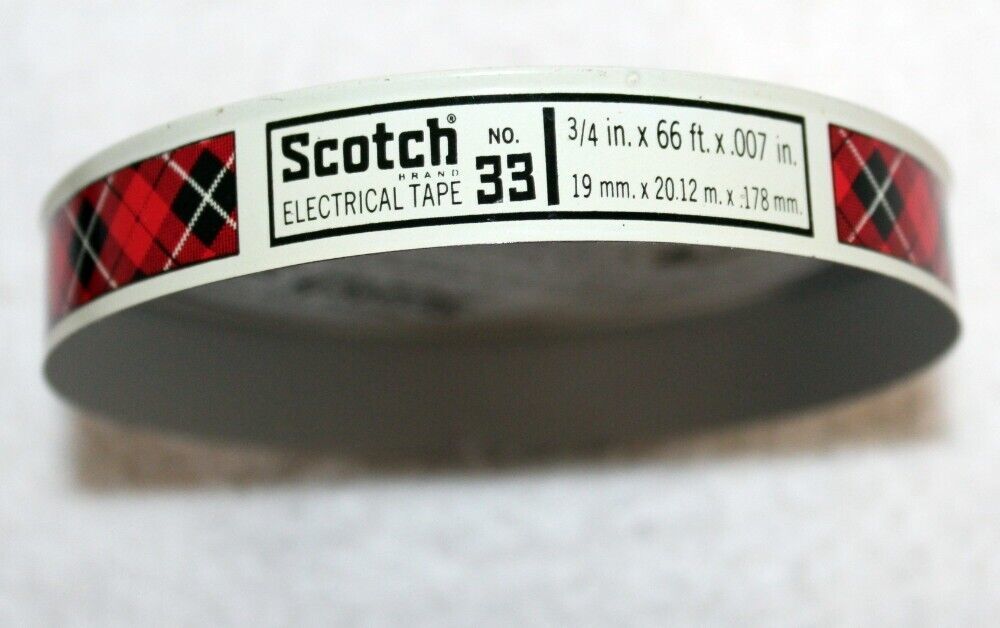 Scotch®
BRAND
ELECTRICAL TAPE
NO.
33
3/4 in. x 66 ft. x .007 in.
19 mm. x 20.12 m. x .178 mm.